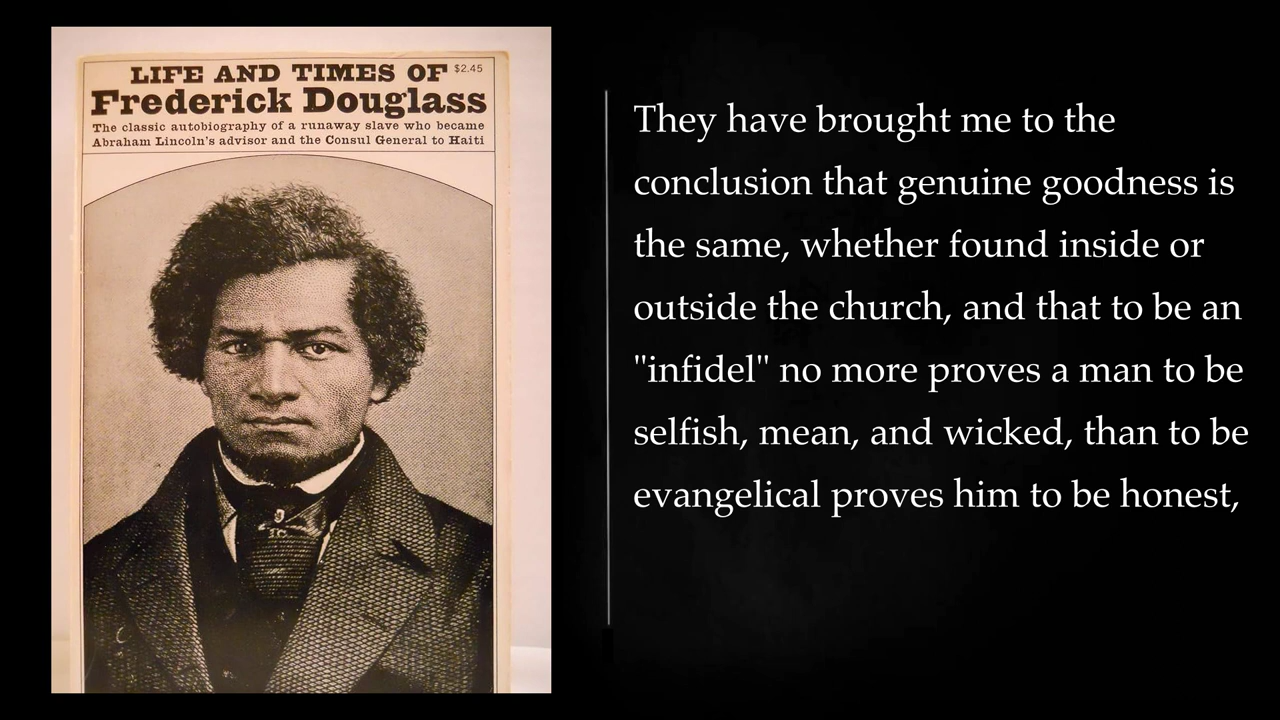 LIFE AND TIMES OF $2.45
Frederick Douglass
The classic autobiography of a runaway slave who became
Abraham Lincoln's advisor and the Consul General to Haiti
They have brought me to the
conclusion that genuine goodness is
the same, whether found inside or
outside the church, and that to be an
"infidel" no more proves a man to be
selfish, mean, and wicked, than to be
evangelical proves him to be honest,